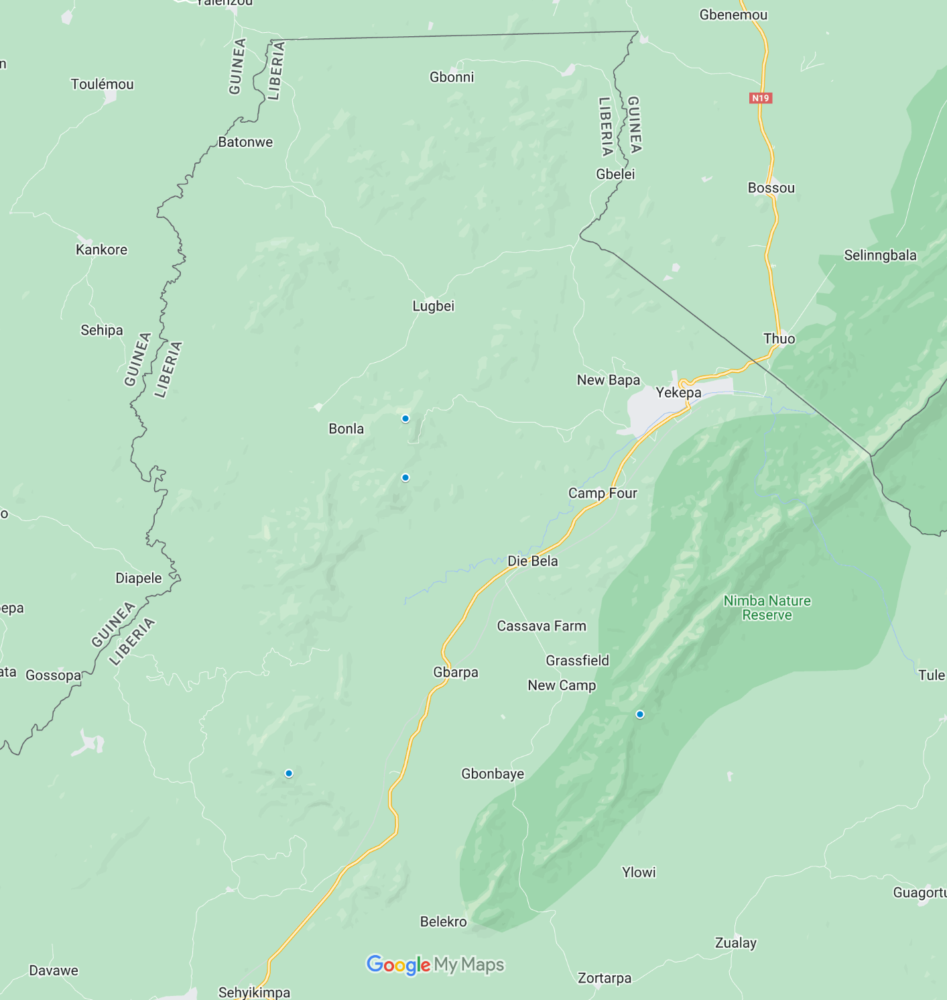 Yalenzou
Gbenemou
GUINEA
LIBERIA
Gbonni
Toulémou
N19
LIBERIA
GUINEA
Batonwe
Gbelei
Bossou
Kankore
Selinngbala
Lugbei
Sehipa
Thuo
GUINEA
LIBERIA
New Bapa
Yekepa
Bonla
Camp Four
Die Bela
Diapele
Nimba Nature
Reserve
GUINEA
LIBERIA
Cassava Farm
Grassfield
Gossopa
Gbarpa
Tule
New Camp
Gbonbaye
Ylowi
Guagortu
Belekro
Zualay
Google My Maps
Davawe
Zortarpa
Sehyikimpa